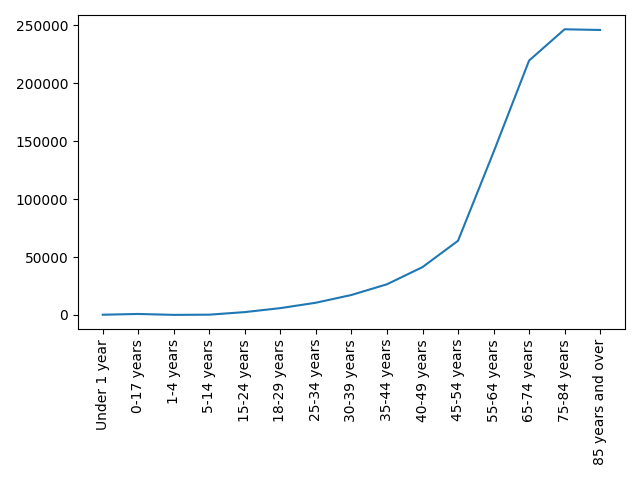 250000
200000
150000
100000
50000
0
Under 1 year
0-17 years
1-4 years
5-14 years
15-24 years
18-29 years
25-34 years
30-39 years
35-44 years
40-49 years
45-54 years
55-64 years
65-74 years
75-84 years
85 years and over